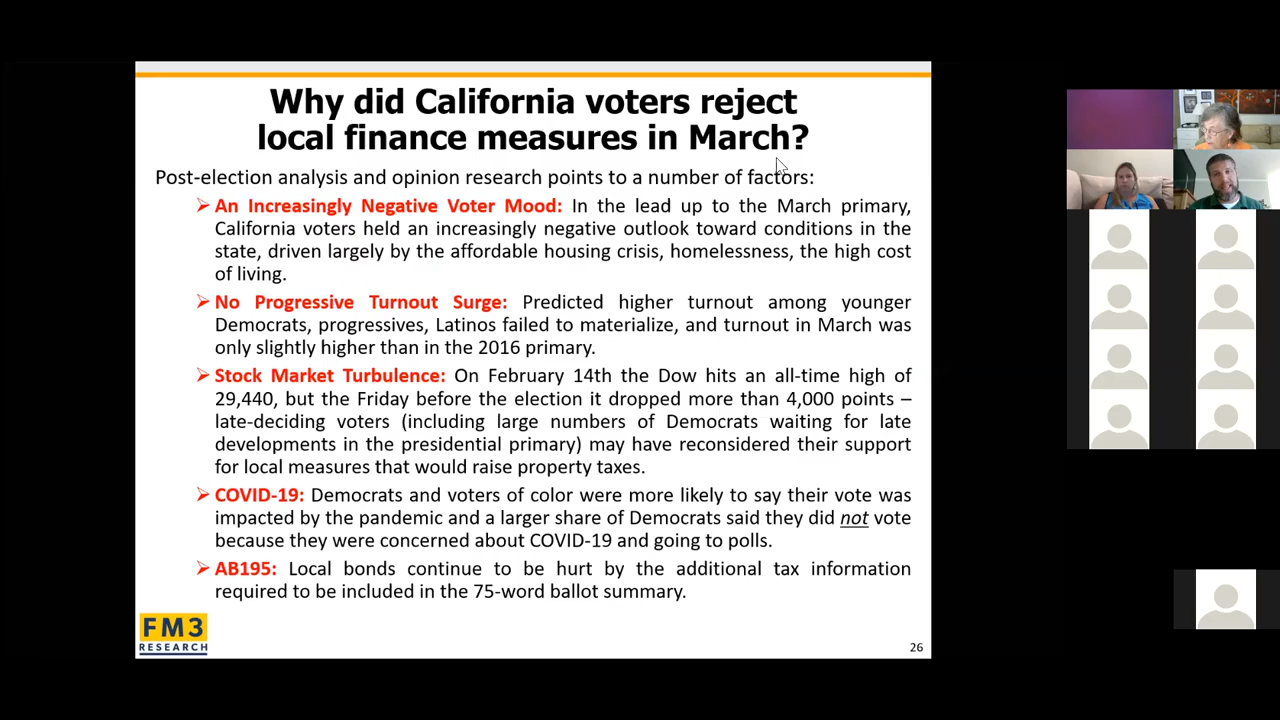 Why did California voters reject
local finance measures in March?
Post-election analysis and opinion research points to a number of factors:
An Increasingly Negative Voter Mood: In the lead up to the March primary,
California voters held an increasingly negative outlook toward conditions in the
state, driven largely by the affordable housing crisis, homelessness, the high cost
of living.
No Progressive Turnout Surge: Predicted higher turnout among younger
Democrats, progressives, Latinos failed to materialize, and turnout in March was
only slightly higher than in the 2016 primary.
Stock Market Turbulence: On February 14th the Dow hits an all-time high of
29,440, but the Friday before the election it dropped more than 4,000 points –
late-deciding voters (including large numbers of Democrats waiting for late
developments in the presidential primary) may have reconsidered their support
for local measures that would raise property taxes.
COVID-19: Democrats and voters of color were more likely to say their vote was
impacted by the pandemic and a larger share of Democrats said they did not vote
because they were concerned about COVID-19 and going to polls.
AB195: Local bonds continue to be hurt by the additional tax information
required to be included in the 75-word ballot summary.
FM3
RESEARCH
26